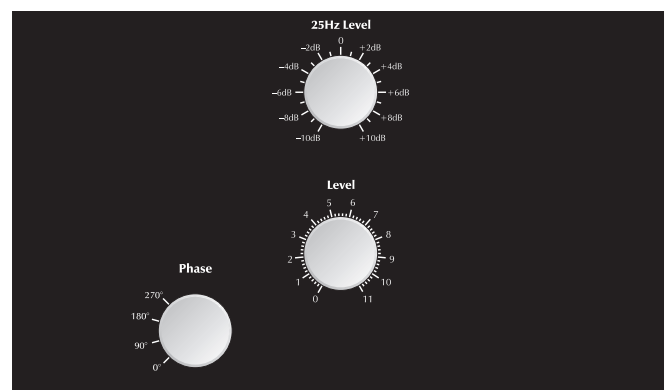 25Hz Level
0
–2dB +2dB
–4dB +4dB
–6dB +6dB
–8dB +8dB
–10dB +10dB
Level
5 6
4 7
3 8
2 9
1 10
0 11
Phase
270°
180°
90°
0°